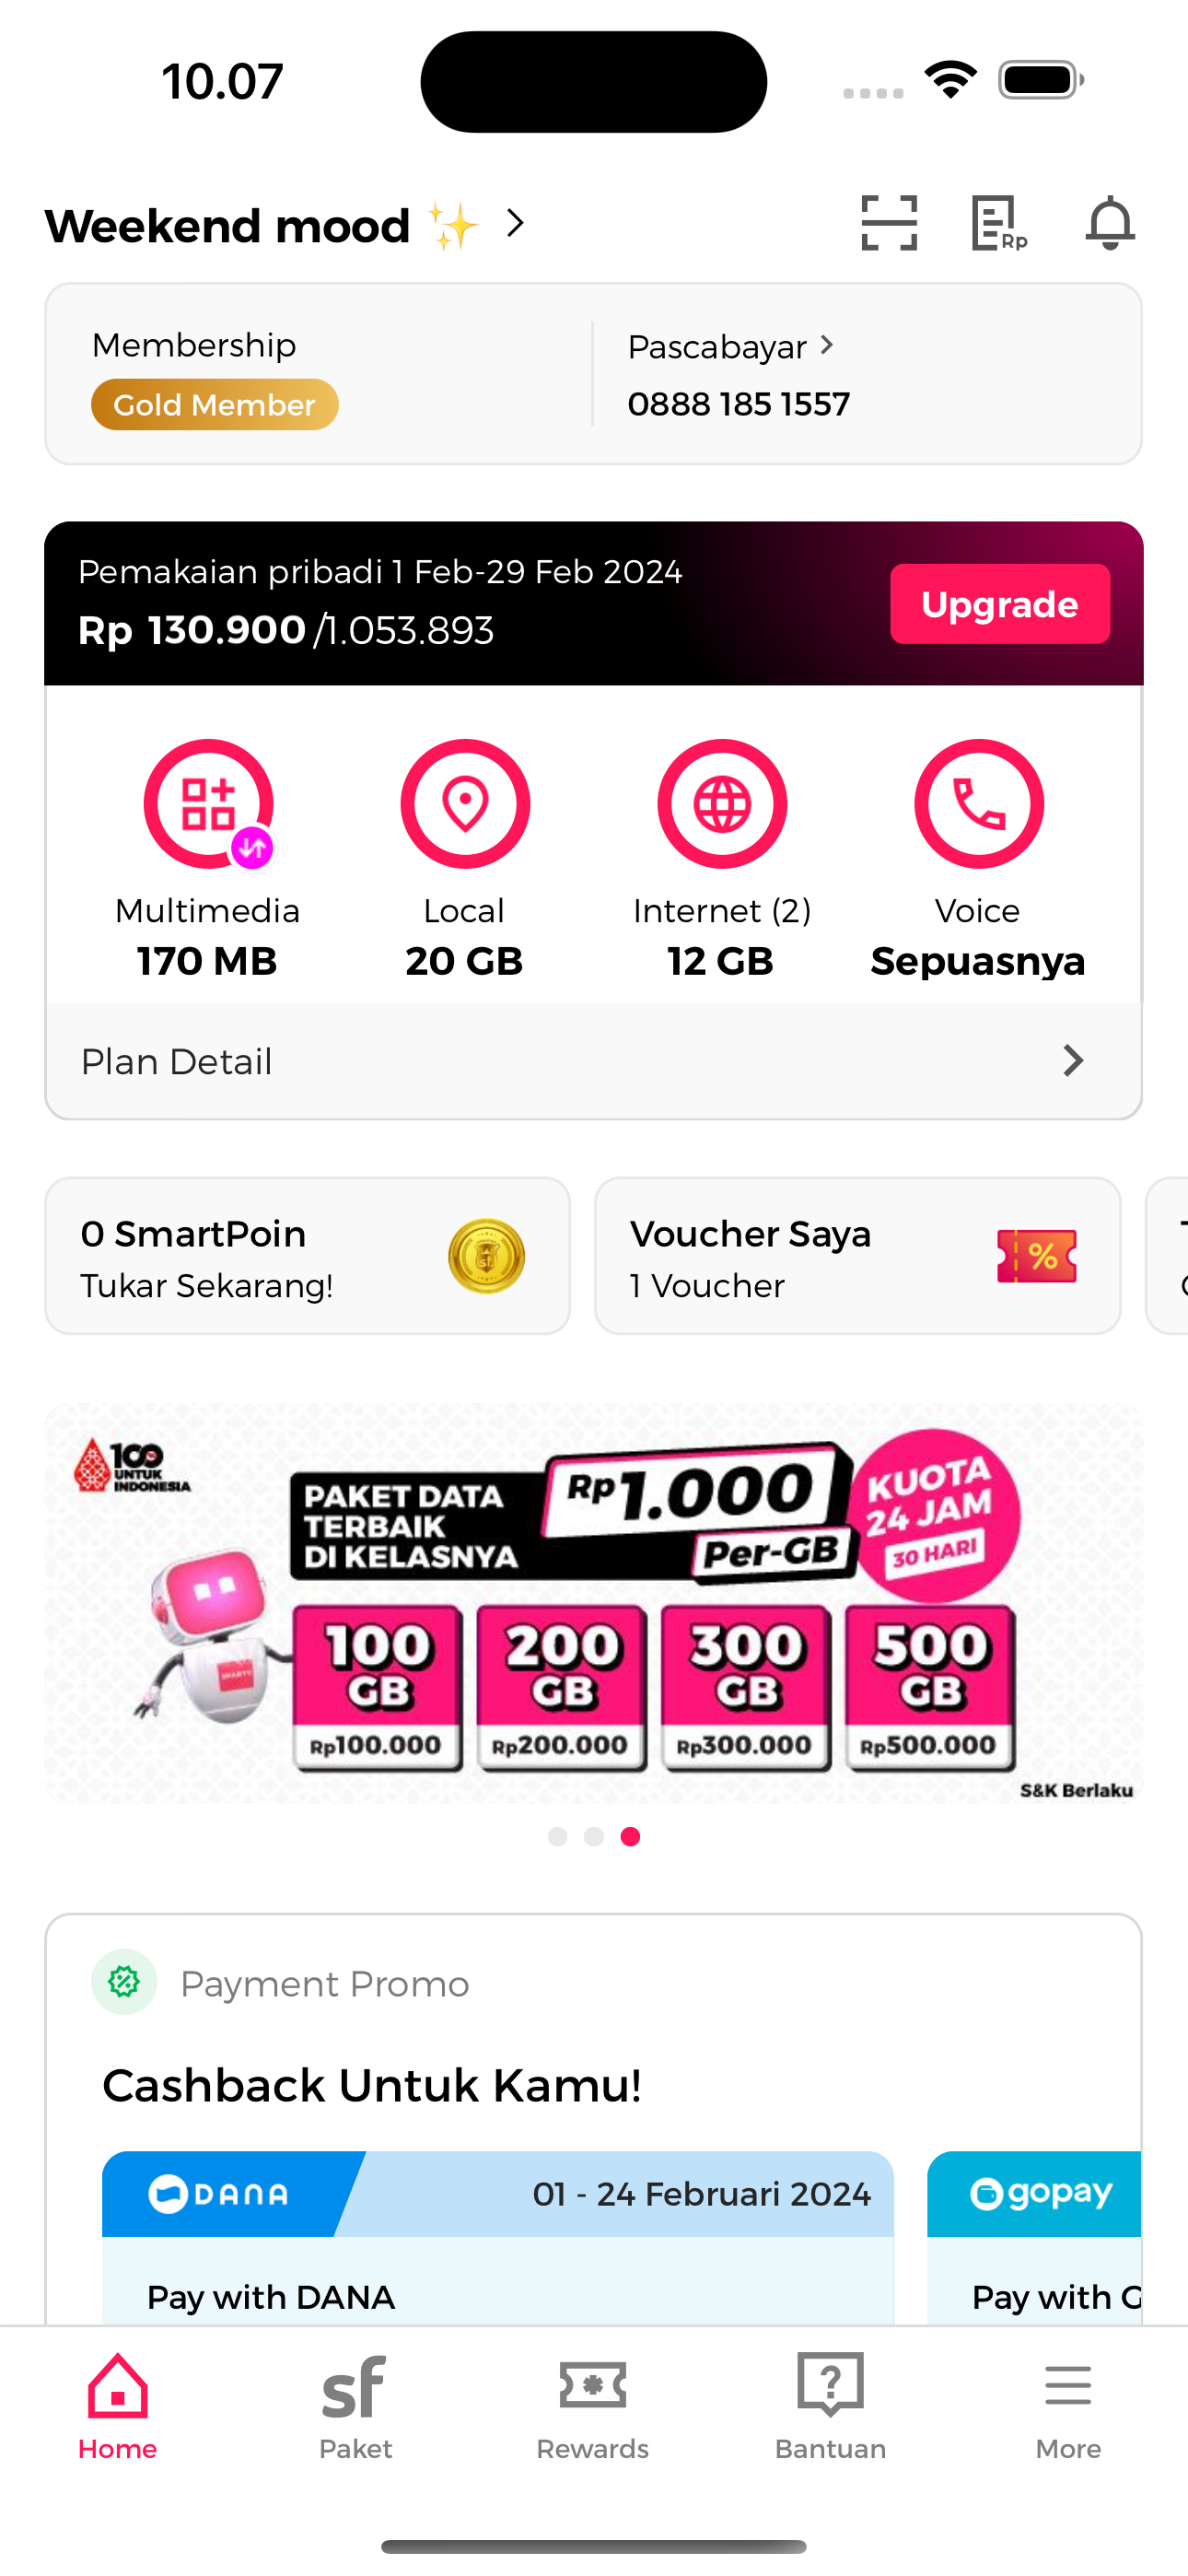 10.07
Weekend mood ✨ >
Rp
Membership
Gold Member
Pascabayar >
0888 185 1557
Pemakaian pribadi 1 Feb-29 Feb 2024
Rp 130.900/1.053.893
Upgrade
Multimedia
170 MB
Local
20 GB
Internet (2)
12 GB
Voice
Sepuasnya
Plan Detail
0 SmartPoin
Tukar Sekarang!
Voucher Saya
1 Voucher
%
100
UNTUK
INDONESIA
PAKET DATA
TERBAIK
DI KELASNYA
Rp1.000
Per-GB
KUOTA
24 JAM
30 HARI
SMARTY
100
GB
Rp100.000
200
GB
Rp200.000
300
GB
Rp300.000
500
GB
Rp500.000
S&K Berlaku
Payment Promo
Cashback Untuk Kamu!
DANA
01 - 24 Februari 2024
Pay with DANA
gopay
Pay with G
sf
Home
Paket
Rewards
Bantuan
More